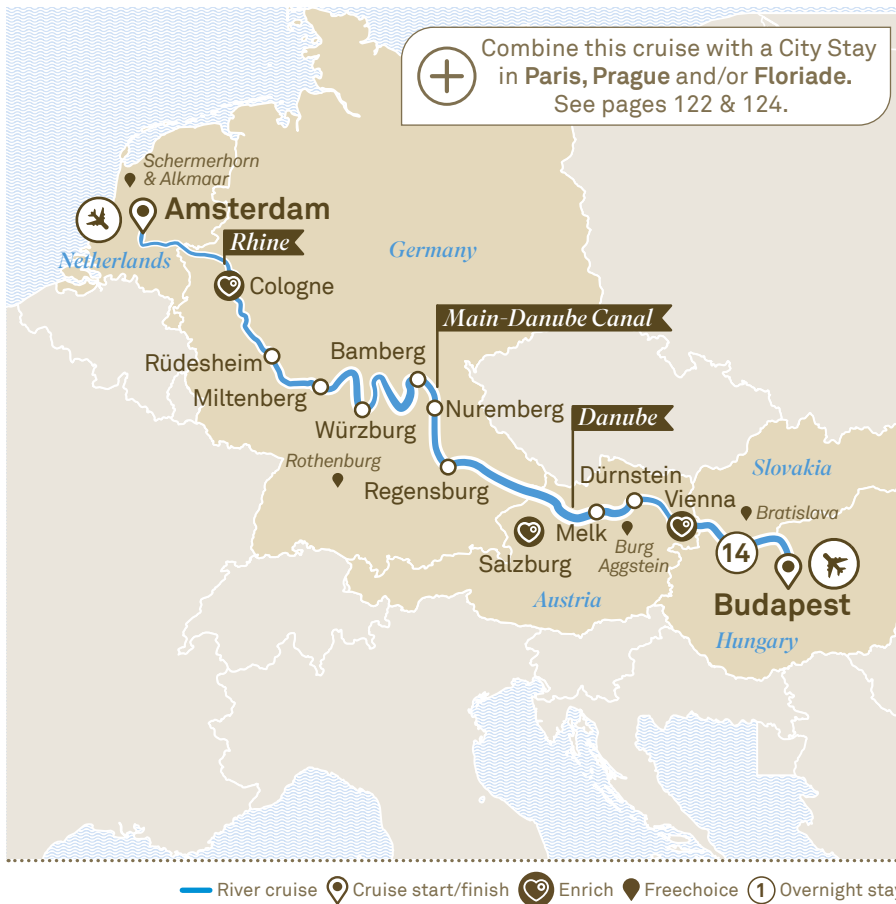 Combine this cruise with a City Stay
in Paris, Prague and/or Floriade.
See pages 122 & 124.
Schermerhorn
& Alkmaar
Amsterdam
Rhine
Netherlands
Germany
Cologne
Main-Danube Canal
Bamberg
Rüdesheim
Miltenberg
Nuremberg
Würzburg
Danube
Rothenburg
Regensburg
Dürnstein
Slovakia
Vienna
Bratislava
Melk
Salzburg
Burg
Aggstein
14
Austria
Budapest
Hungary
River cruise
Cruise start/finish
Enrich
Freechoice
1 Overnight stay